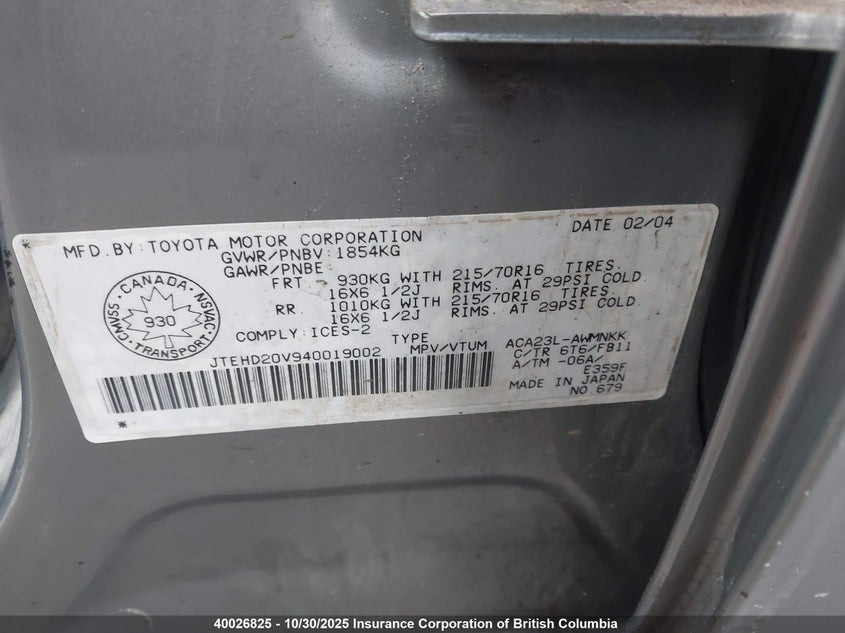 MFD.BY:TOYOTA MOTOR CORPORATION DATE 02/04
GVWR/PNBV:1854KG
GAWR/PNBE
FRT 930KG WITH 215/70R16 TIRES.
16X6 1/2J RIMS. AT 29PSI COLD.
RR. 1010KG WITH 215/70R16 TIRES.
16X6 1/2J RIMS. AT 29PSI COLD.
CANADA
CMVSS NSVAC
930
TRANSPORT
COMPLY:ICES-2 TYPE ACA23L-AWMNKK
JTEHD20V940019002 MPV/VTUM C/TR 6T6/FB11
A/TM -06A/
E359F
MADE IN JAPAN
NO.679
* *
40026825 - 10/30/2025 Insurance Corporation of British Columbia